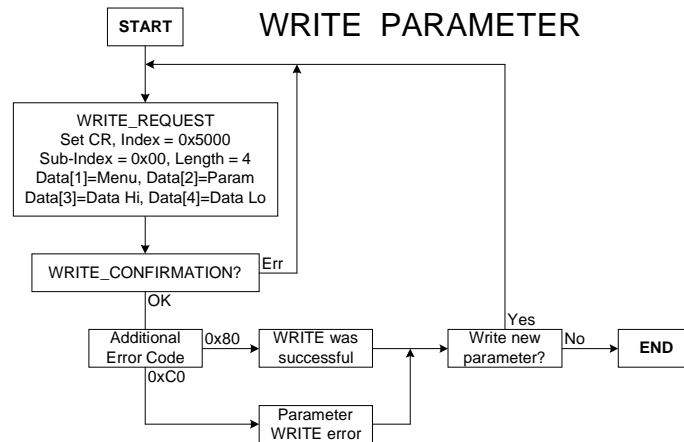 START
WRITE PARAMETER
WRITE_REQUEST
Set CR, Index = 0x5000
Sub-Index = 0x00, Length = 4
Data[1]=Menu, Data[2]=Param
Data[3]=Data Hi, Data[4]=Data Lo
WRITE_CONFIRMATION?
Err
OK
Additional
Error Code
0x80
0xC0
WRITE was
successful
Parameter
WRITE error
Yes
Write new
parameter?
No
END